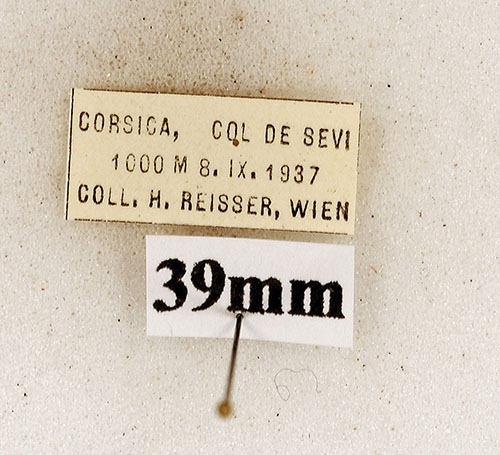 CORSICA, COL DE SEVI
1000 M 8. IX. 1937
COLL. H. REISSER, WIEN
39mm